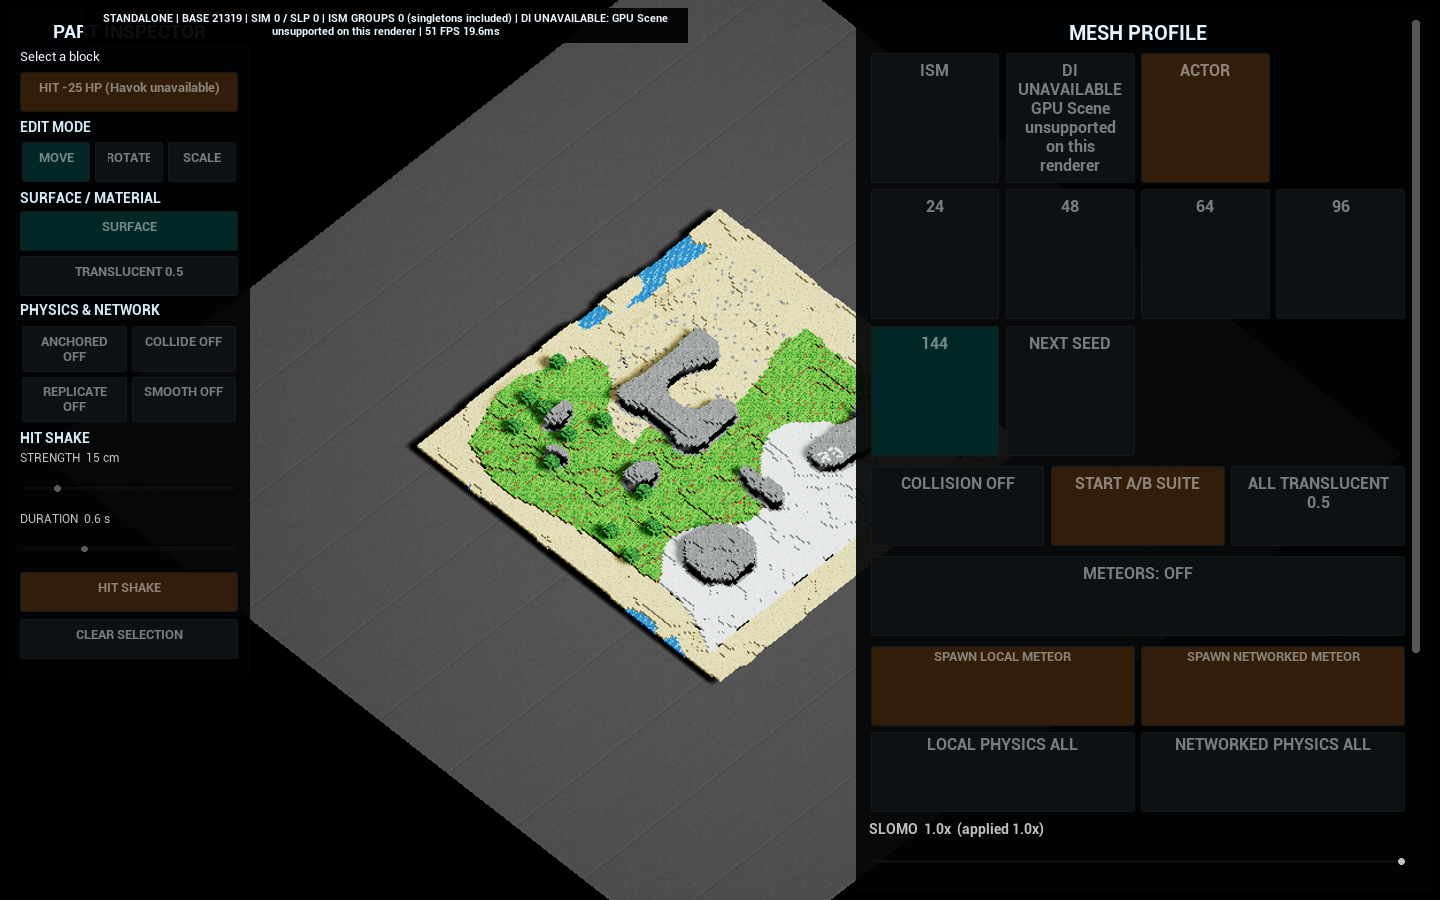 STANDALONE | BASE 21319 | SIM 0 / SLP 0 | ISM GROUPS 0 (singletons included) | DI UNAVAILABLE: GPU Scene
unsupported on this renderer | 51 FPS 19.6ms
PART INSPECTOR
Select a block
HIT -25 HP (Havok unavailable)
EDIT MODE
MOVE
ROTATE
SCALE
SURFACE / MATERIAL
SURFACE
TRANSLUCENT 0.5
PHYSICS & NETWORK
ANCHORED
OFF
COLLIDE OFF
REPLICATE
OFF
SMOOTH OFF
HIT SHAKE
STRENGTH 15 cm
DURATION 0.6 s
HIT SHAKE
CLEAR SELECTION
MESH PROFILE
ISM
DI
UNAVAILABLE
GPU Scene
unsupported
on this
renderer
ACTOR
24
48
64
96
144
NEXT SEED
COLLISION OFF
START A/B SUITE
ALL TRANSLUCENT
0.5
METEORS: OFF
SPAWN LOCAL METEOR
SPAWN NETWORKED METEOR
LOCAL PHYSICS ALL
NETWORKED PHYSICS ALL
SLOMO 1.0x (applied 1.0x)